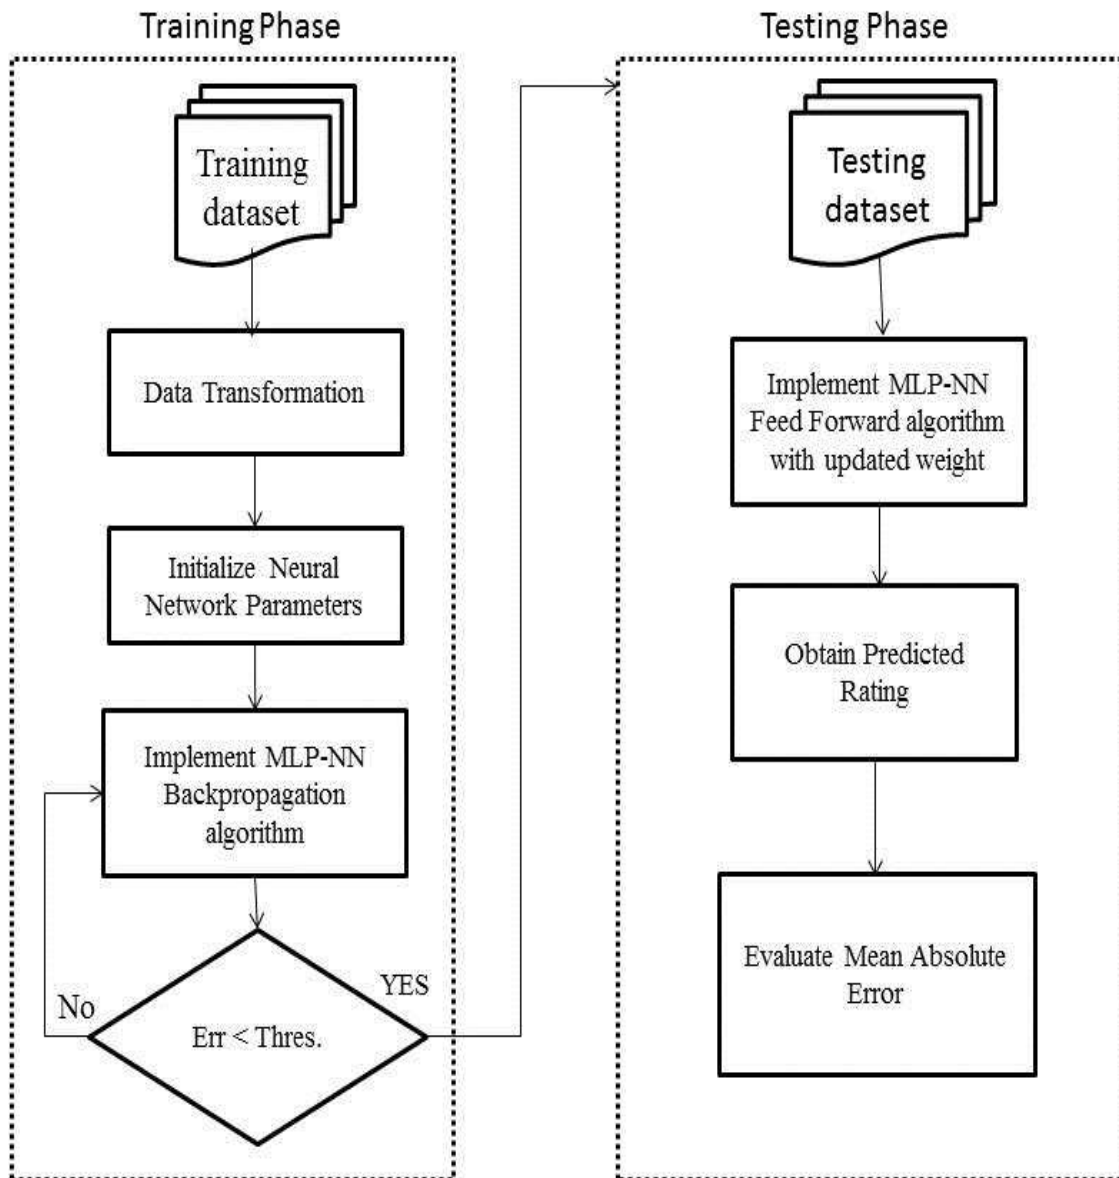 Training Phase
Training
dataset
Data Transformation
Initialize Neural
Network Parameters
Implement MLP-NN
Backpropagation
algorithm
No
YES
Err < Thres.
Testing Phase
Testing
dataset
Implement MLP-NN
Feed Forward algorithm
with updated weight
Obtain Predicted
Rating
Evaluate Mean Absolute
Error